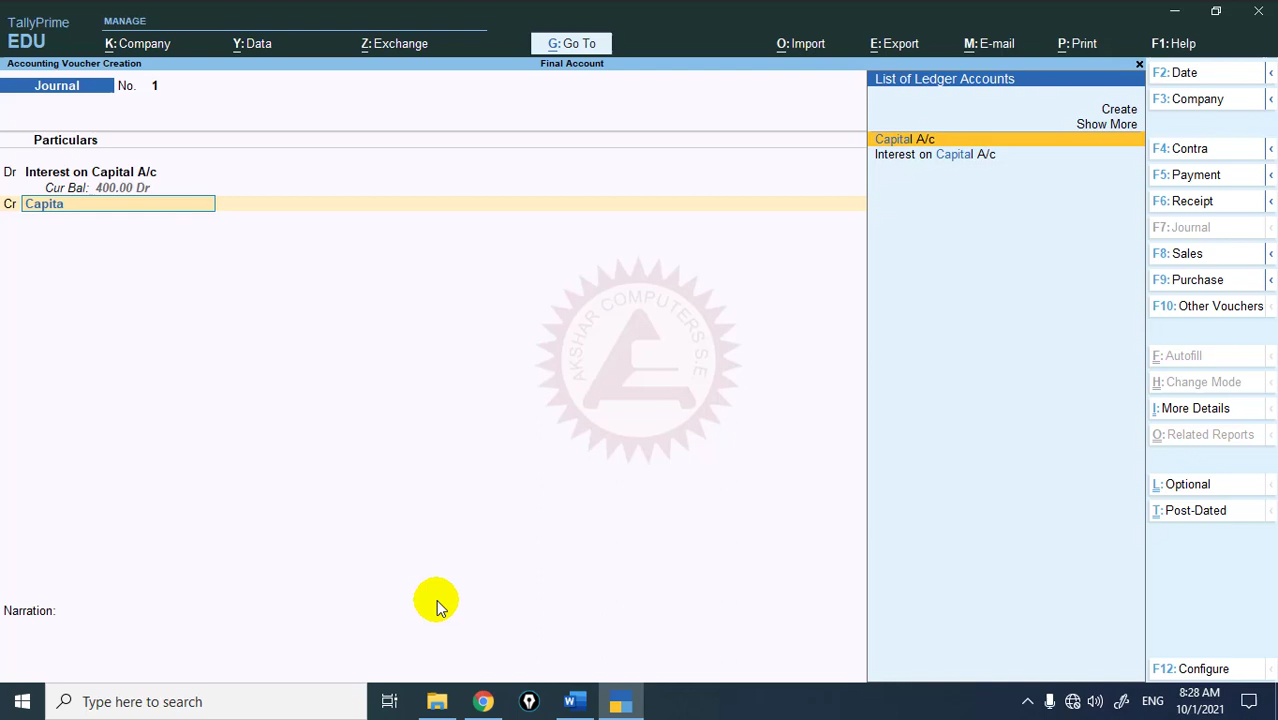 TallyPrime
EDU
MANAGE
K: Company
Y: Data
Z: Exchange
G: Go To
O: Import
E: Export
M: E-mail
P: Print
F1: Help
Accounting Voucher Creation
Final Account
Journal No. 1
Particulars
Dr Interest on Capital A/c
Cur Bal: 400.00 Dr
Cr Capita
Narration:
AKSHAR COMPUTERS S.E.
List of Ledger Accounts
Create
Show More
Capital A/c
Interest on Capital A/c
F2: Date
F3: Company
F4: Contra
F5: Payment
F6: Receipt
F7: Journal
F8: Sales
F9: Purchase
F10: Other Vouchers
F: Autofill
H: Change Mode
I: More Details
O: Related Reports
L: Optional
T: Post-Dated
F12: Configure
Type here to search
ENG
8:28 AM
10/1/2021